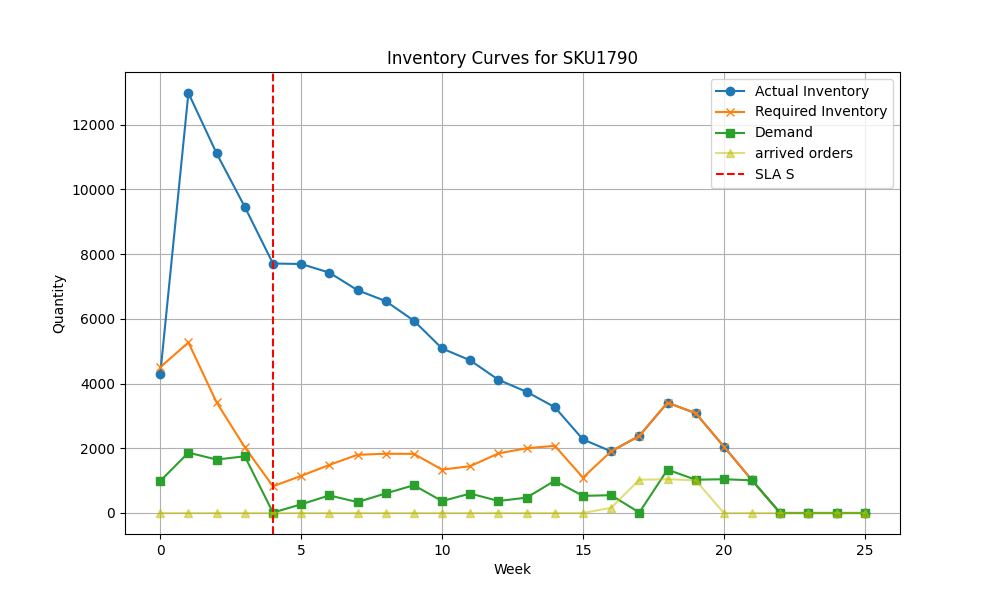 Inventory Curves for SKU1790
Actual Inventory
Required Inventory
Demand
arrived orders
SLA S
Quantity
12000
10000
8000
6000
4000
2000
0
0 5 10 15 20 25
Week